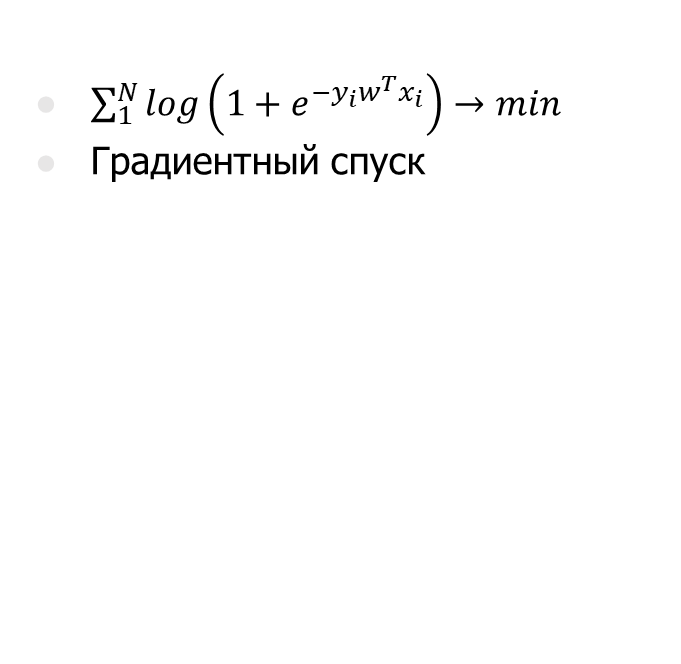 ∑₁ᴺ log (1 + e^{−yᵢwᵀxᵢ}) → min
Градиентный спуск